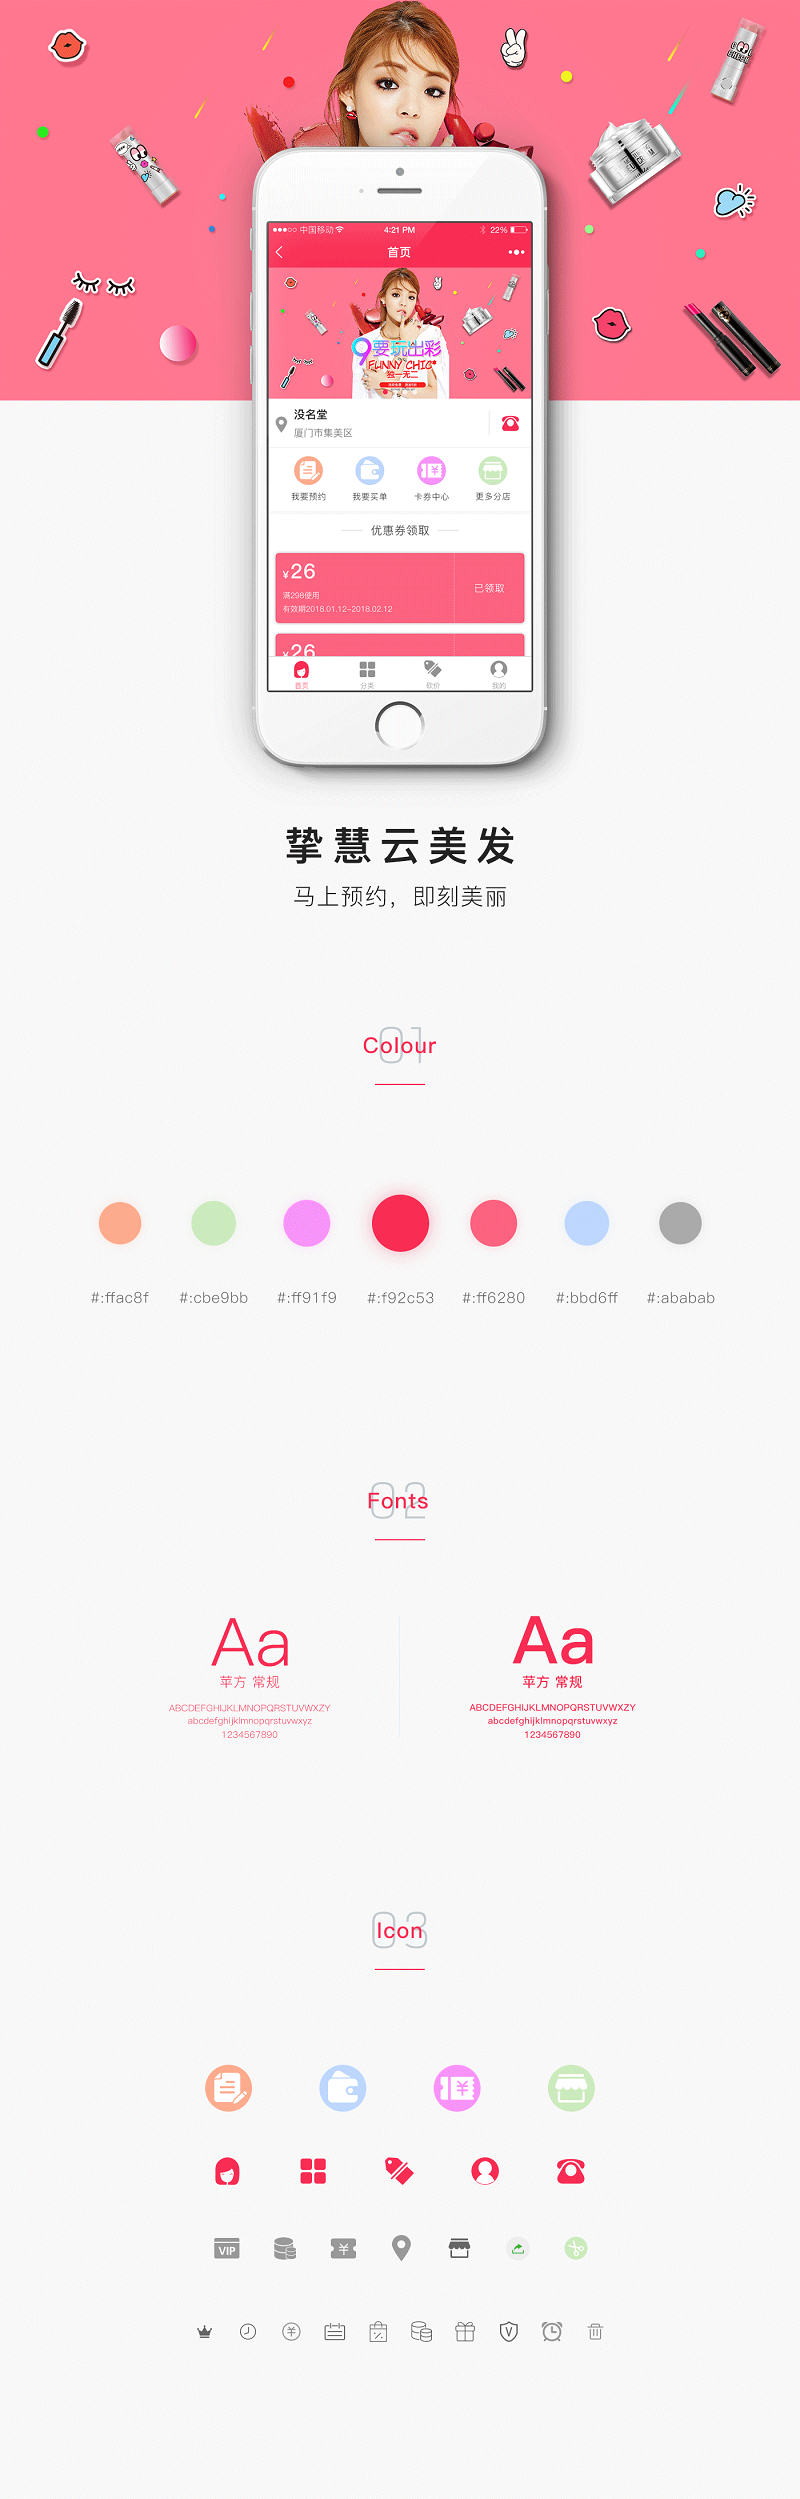 中国移动
4:21 PM
22%
首页
9要玩出彩
FUNNY CHIC
独一无二
没名堂
厦门市集美区
我要预约
我要买单
卡券中心
更多分店
优惠券领取
¥26
满298使用
有效期2018.01.12-2018.02.12
已领取
¥26
首页
分类
砍价
我的
挚慧云美发
马上预约，即刻美丽
01
Colour
#:ffac8f
#:cbe9bb
#:ff91f9
#:f92c53
#:ff6280
#:bbd6ff
#:ababab
02
Fonts
Aa
苹方 常规
ABCDEFGHIJKLMNOPQRSTUVWXZY
abcdefghijklmnopqrstuvwxyz
1234567890
Aa
苹方 常规
ABCDEFGHIJKLMNOPQRSTUVWXZY
abcdefghijklmnopqrstuvwxyz
1234567890
03
Icon
¥
VIP
¥
¥
V